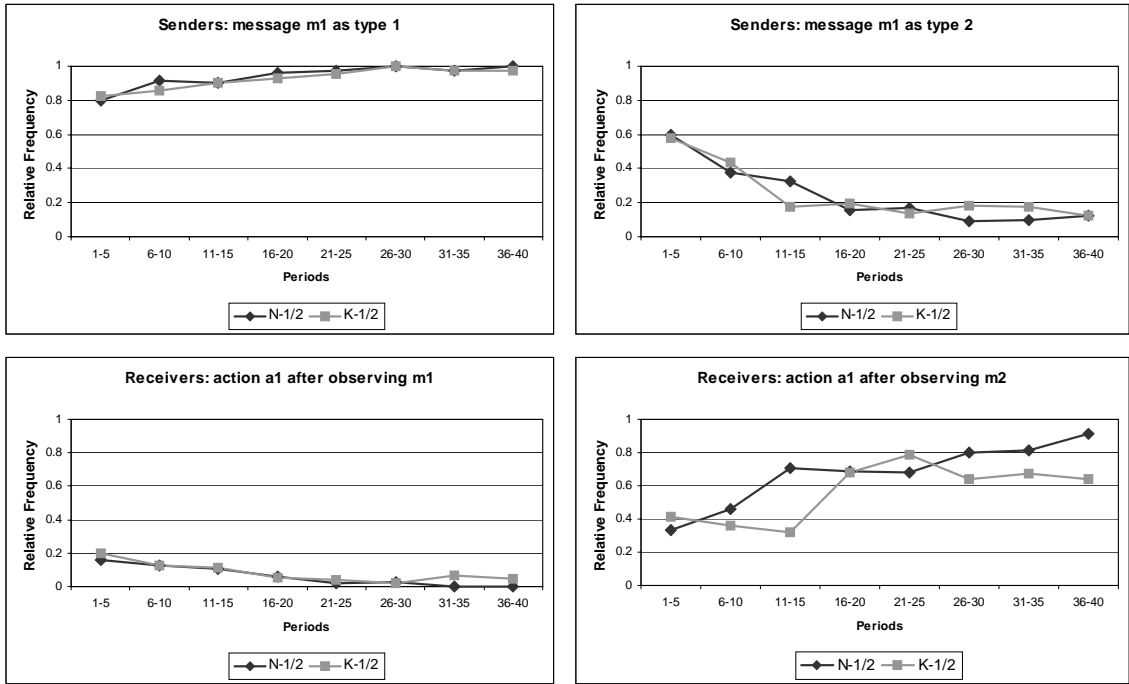 Senders: message m1 as type 1
Relative Frequency
1
0.8
0.6
0.4
0.2
0
1-5 6-10 11-15 16-20 21-25 26-30 31-35 36-40
Periods
N-1/2 K-1/2
Senders: message m1 as type 2
Relative Frequency
1
0.8
0.6
0.4
0.2
0
1-5 6-10 11-15 16-20 21-25 26-30 31-35 36-40
Periods
N-1/2 K-1/2
Receivers: action a1 after observing m1
Relative Frequency
1
0.8
0.6
0.4
0.2
0
1-5 6-10 11-15 16-20 21-25 26-30 31-35 36-40
Periods
N-1/2 K-1/2
Receivers: action a1 after observing m2
Relative Frequency
1
0.8
0.6
0.4
0.2
0
1-5 6-10 11-15 16-20 21-25 26-30 31-35 36-40
Periods
N-1/2 K-1/2